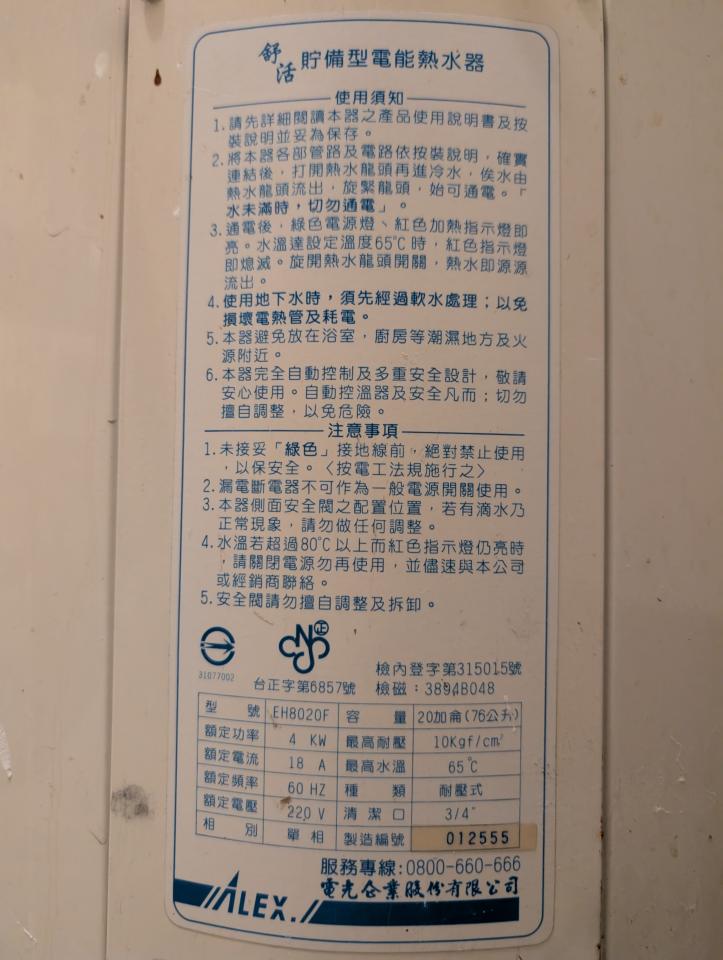 舒活 貯備型電能熱水器
使用須知
1.請先詳細閱讀本器之產品使用說明書及按
裝說明並妥為保存。
2.將本器各部管路及電路依按裝說明，確實
連結後，打開熱水龍頭再進冷水，俟水由
熱水龍頭流出，旋緊龍頭，始可通電。「
水未滿時，切勿通電」。
3.通電後，綠色電源燈、紅色加熱指示燈即
亮。水溫達設定溫度65℃時，紅色指示燈
即熄滅。旋開熱水龍頭開關，熱水即源源
流出。
4.使用地下水時，須先經過軟水處理；以免
損壞電熱管及耗電。
5.本器避免放在浴室，廚房等潮濕地方及火
源附近。
6.本器完全自動控制及多重安全設計，敬請
安心使用。自動控溫器及安全凡而；切勿
擅自調整，以免危險。
注意事項
1.未接妥「綠色」接地線前，絕對禁止使用
，以保安全。〈按電工法規施行之〉
2.漏電斷電器不可作為一般電源開關使用。
3.本器側面安全閥之配置位置，若有滴水乃
正常現象，請勿做任何調整。
4.水溫若超過80℃以上而紅色指示燈仍亮時
，請關閉電源勿再使用，並儘速與本公司
或經銷商聯絡。
5.安全閥請勿擅自調整及拆卸。
正
CNS
31077002
檢內登字第315015號
台正字第6857號 檢磁：3894B048
型號 EH8020F 容量 20加侖(76公升)
額定功率 4 KW 最高耐壓 10Kgf/cm²
額定電流 18 A 最高水溫 65℃
額定頻率 60 HZ 種類 耐壓式
額定電壓 220 V 清潔口 3/4"
相別 單相 製造編號 012555
服務專線:0800-660-666
電光企業股份有限公司
ALEX.